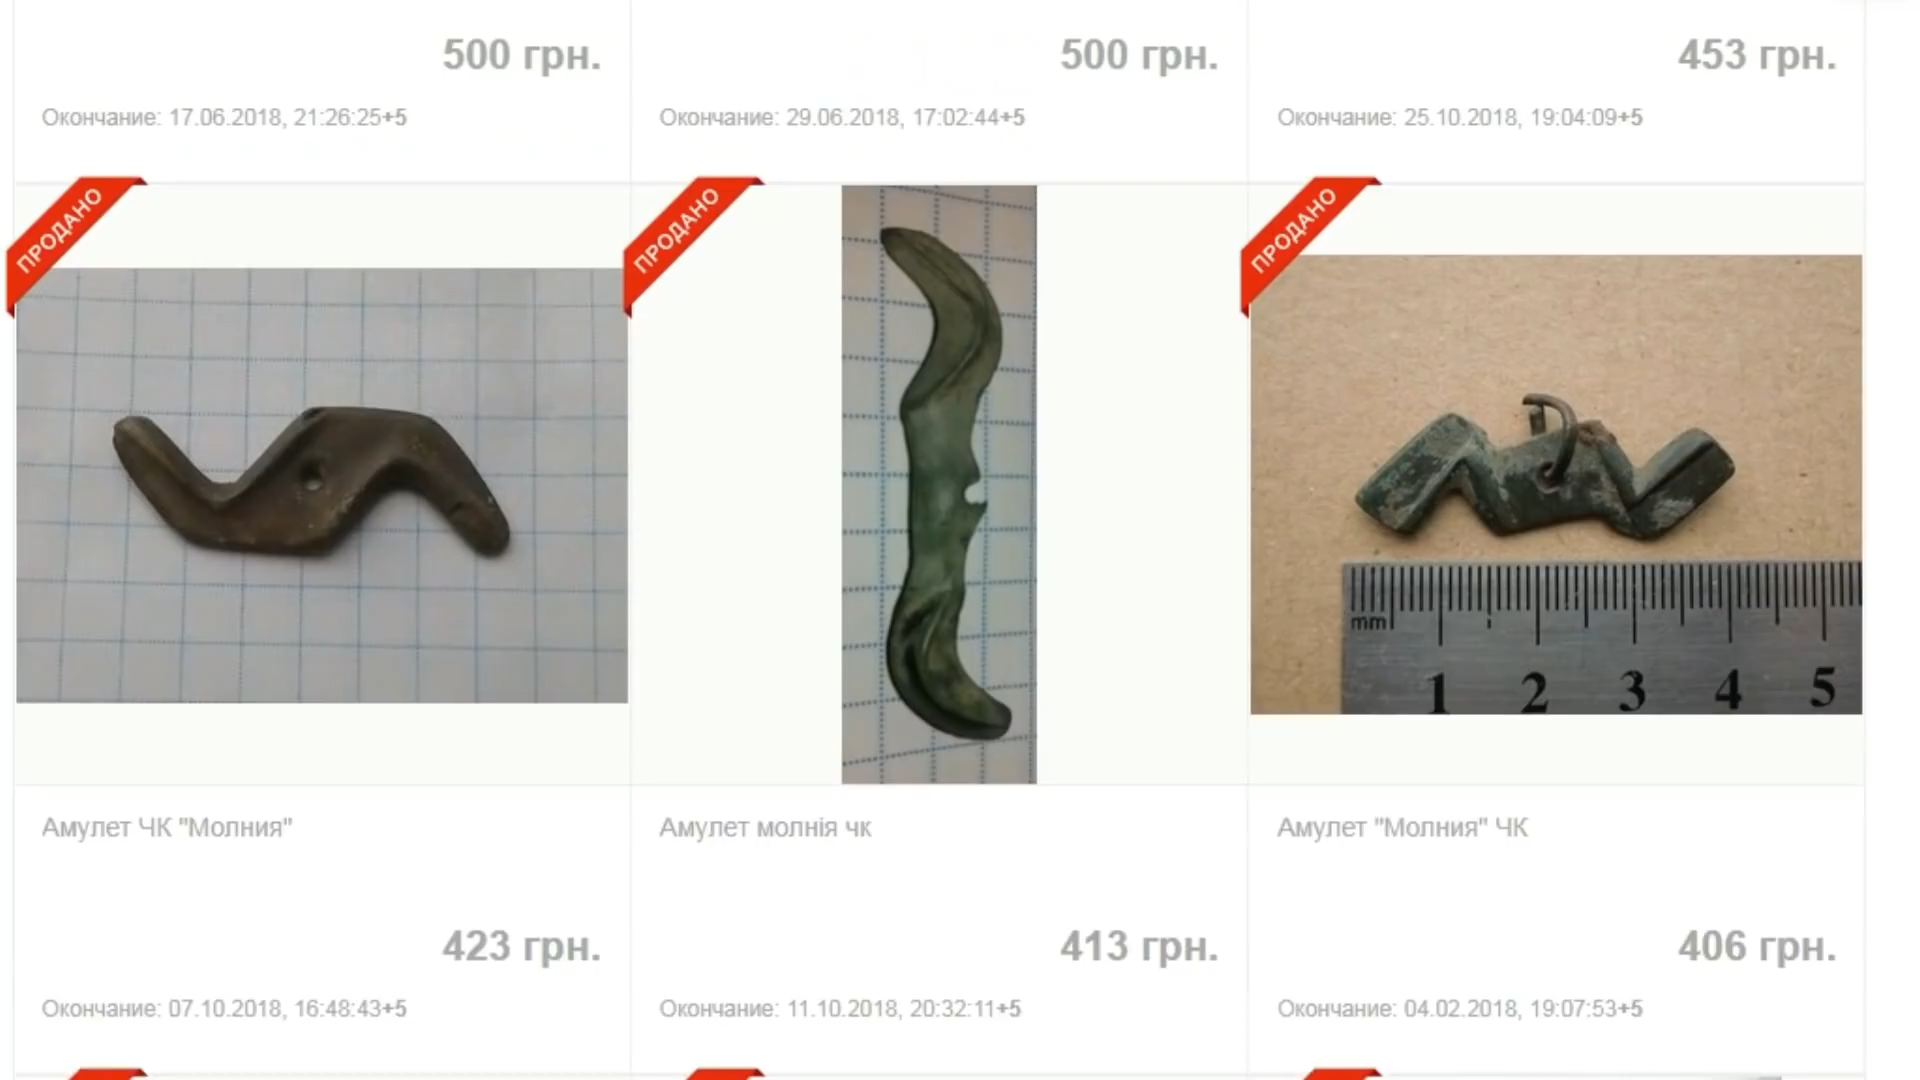 500 грн.
500 грн.
453 грн.
Окончание: 17.06.2018, 21:26:25+5
Окончание: 29.06.2018, 17:02:44+5
Окончание: 25.10.2018, 19:04:09+5
ПРОДАНО
ПРОДАНО
ПРОДАНО
mm
1 2 3 4 5
Амулет ЧК "Молния"
Амулет молнія чк
Амулет "Молния" ЧК
423 грн.
413 грн.
406 грн.
Окончание: 07.10.2018, 16:48:43+5
Окончание: 11.10.2018, 20:32:11+5
Окончание: 04.02.2018, 19:07:53+5